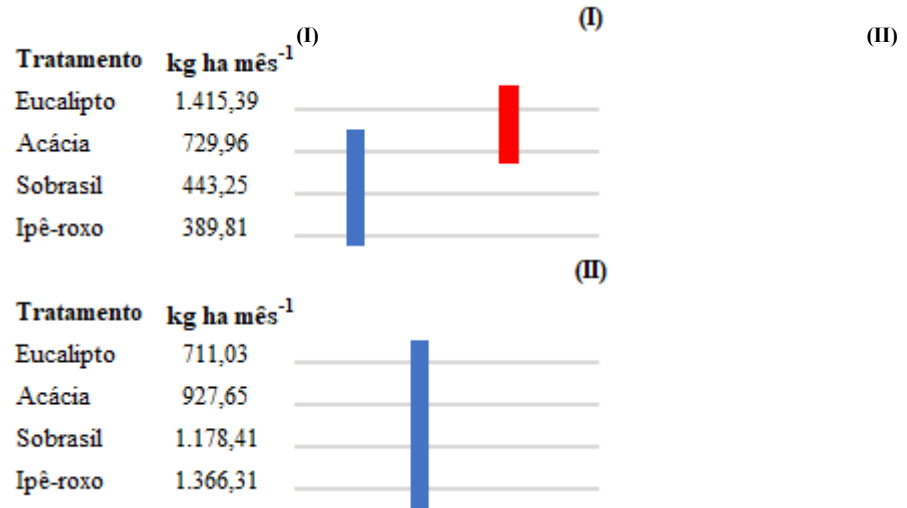 (I)
(I) (II)
Tratamento kg ha mês-1
Eucalipto 1.415,39
Acácia 729,96
Sobrasil 443,25
Ipê-roxo 389,81
(II)
Tratamento kg ha mês-1
Eucalipto 711,03
Acácia 927,65
Sobrasil 1.178,41
Ipê-roxo 1.366,31